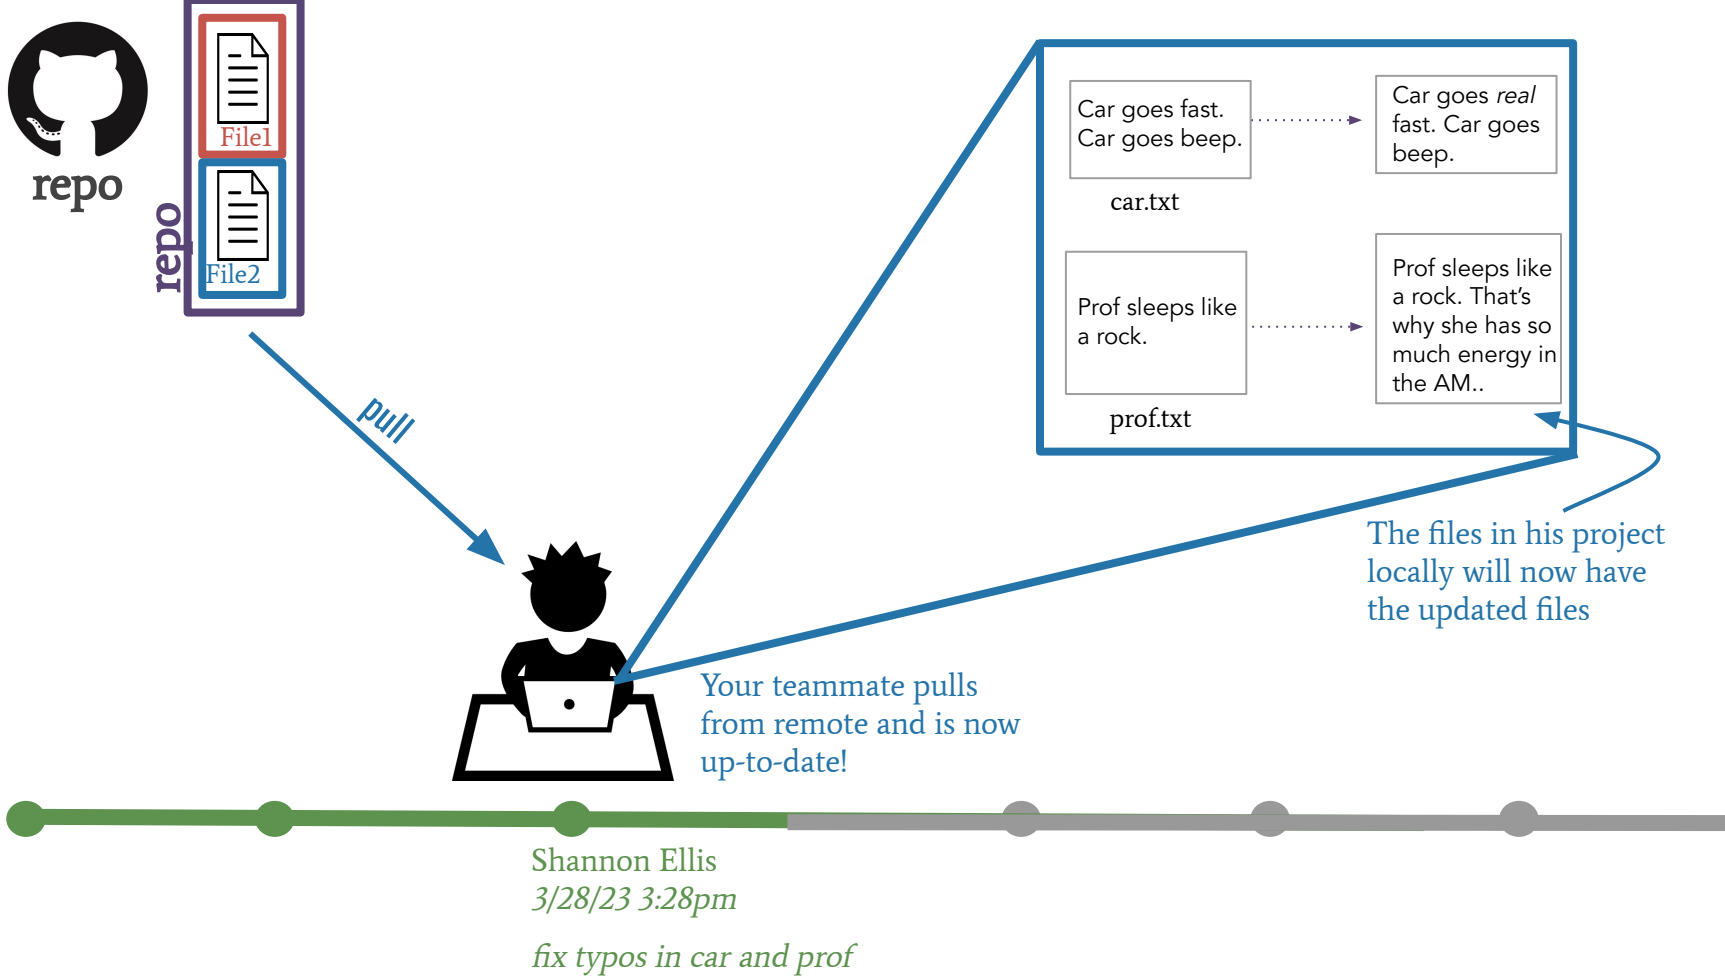 repo
repo
File1
File2
pull
Car goes fast.
Car goes beep.
car.txt
Car goes real
fast. Car goes
beep.
Prof sleeps like
a rock.
prof.txt
Prof sleeps like
a rock. That's
why she has so
much energy in
the AM..
The files in his project
locally will now have
the updated files
Your teammate pulls
from remote and is now
up-to-date!
Shannon Ellis
3/28/23 3:28pm
fix typos in car and prof